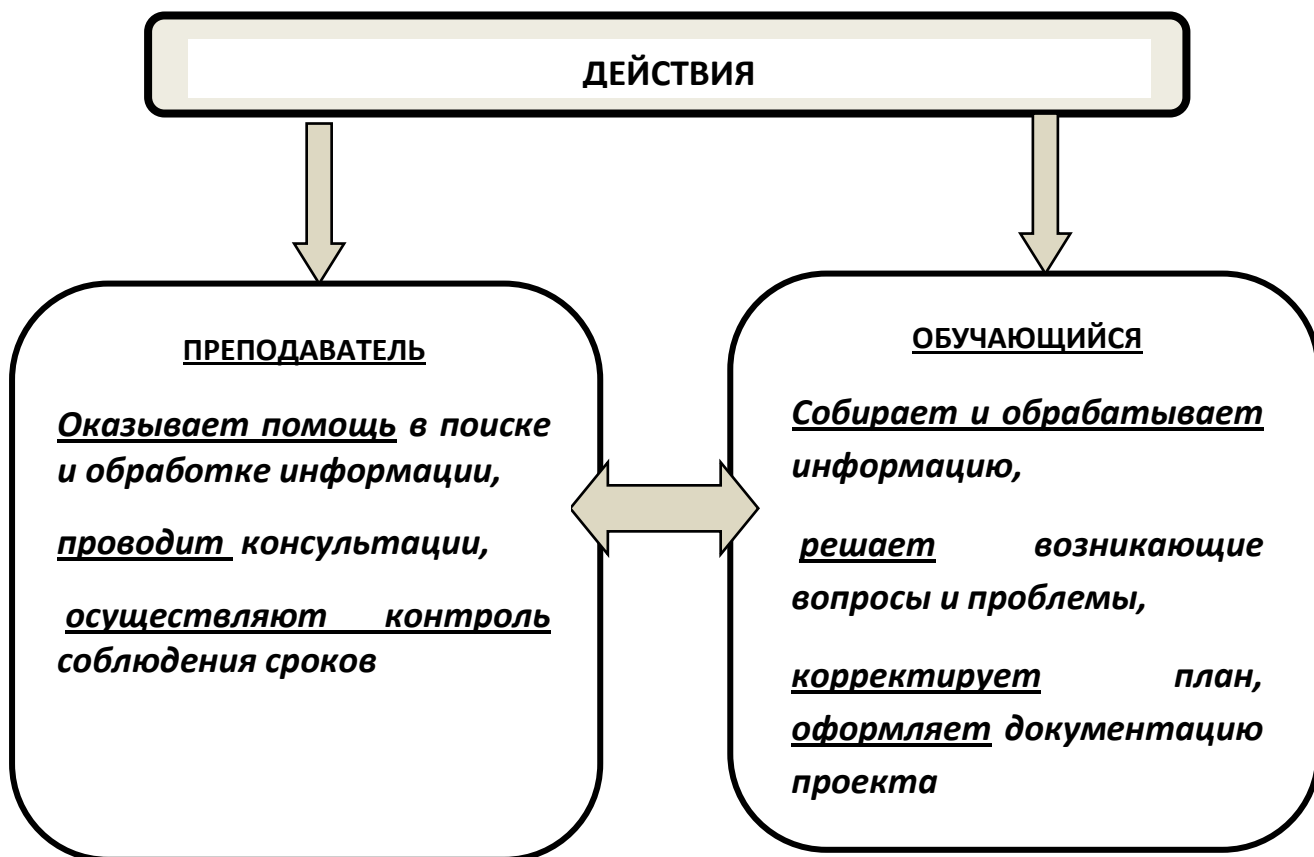 ДЕЙСТВИЯ
ПРЕПОДАВАТЕЛЬ
Оказывает помощь в поиске
и обработке информации,
проводит консультации,
осуществляют контроль
соблюдения сроков
ОБУЧАЮЩИЙСЯ
Собирает и обрабатывает
информацию,
решает возникающие
вопросы и проблемы,
корректирует план,
оформляет документацию
проекта